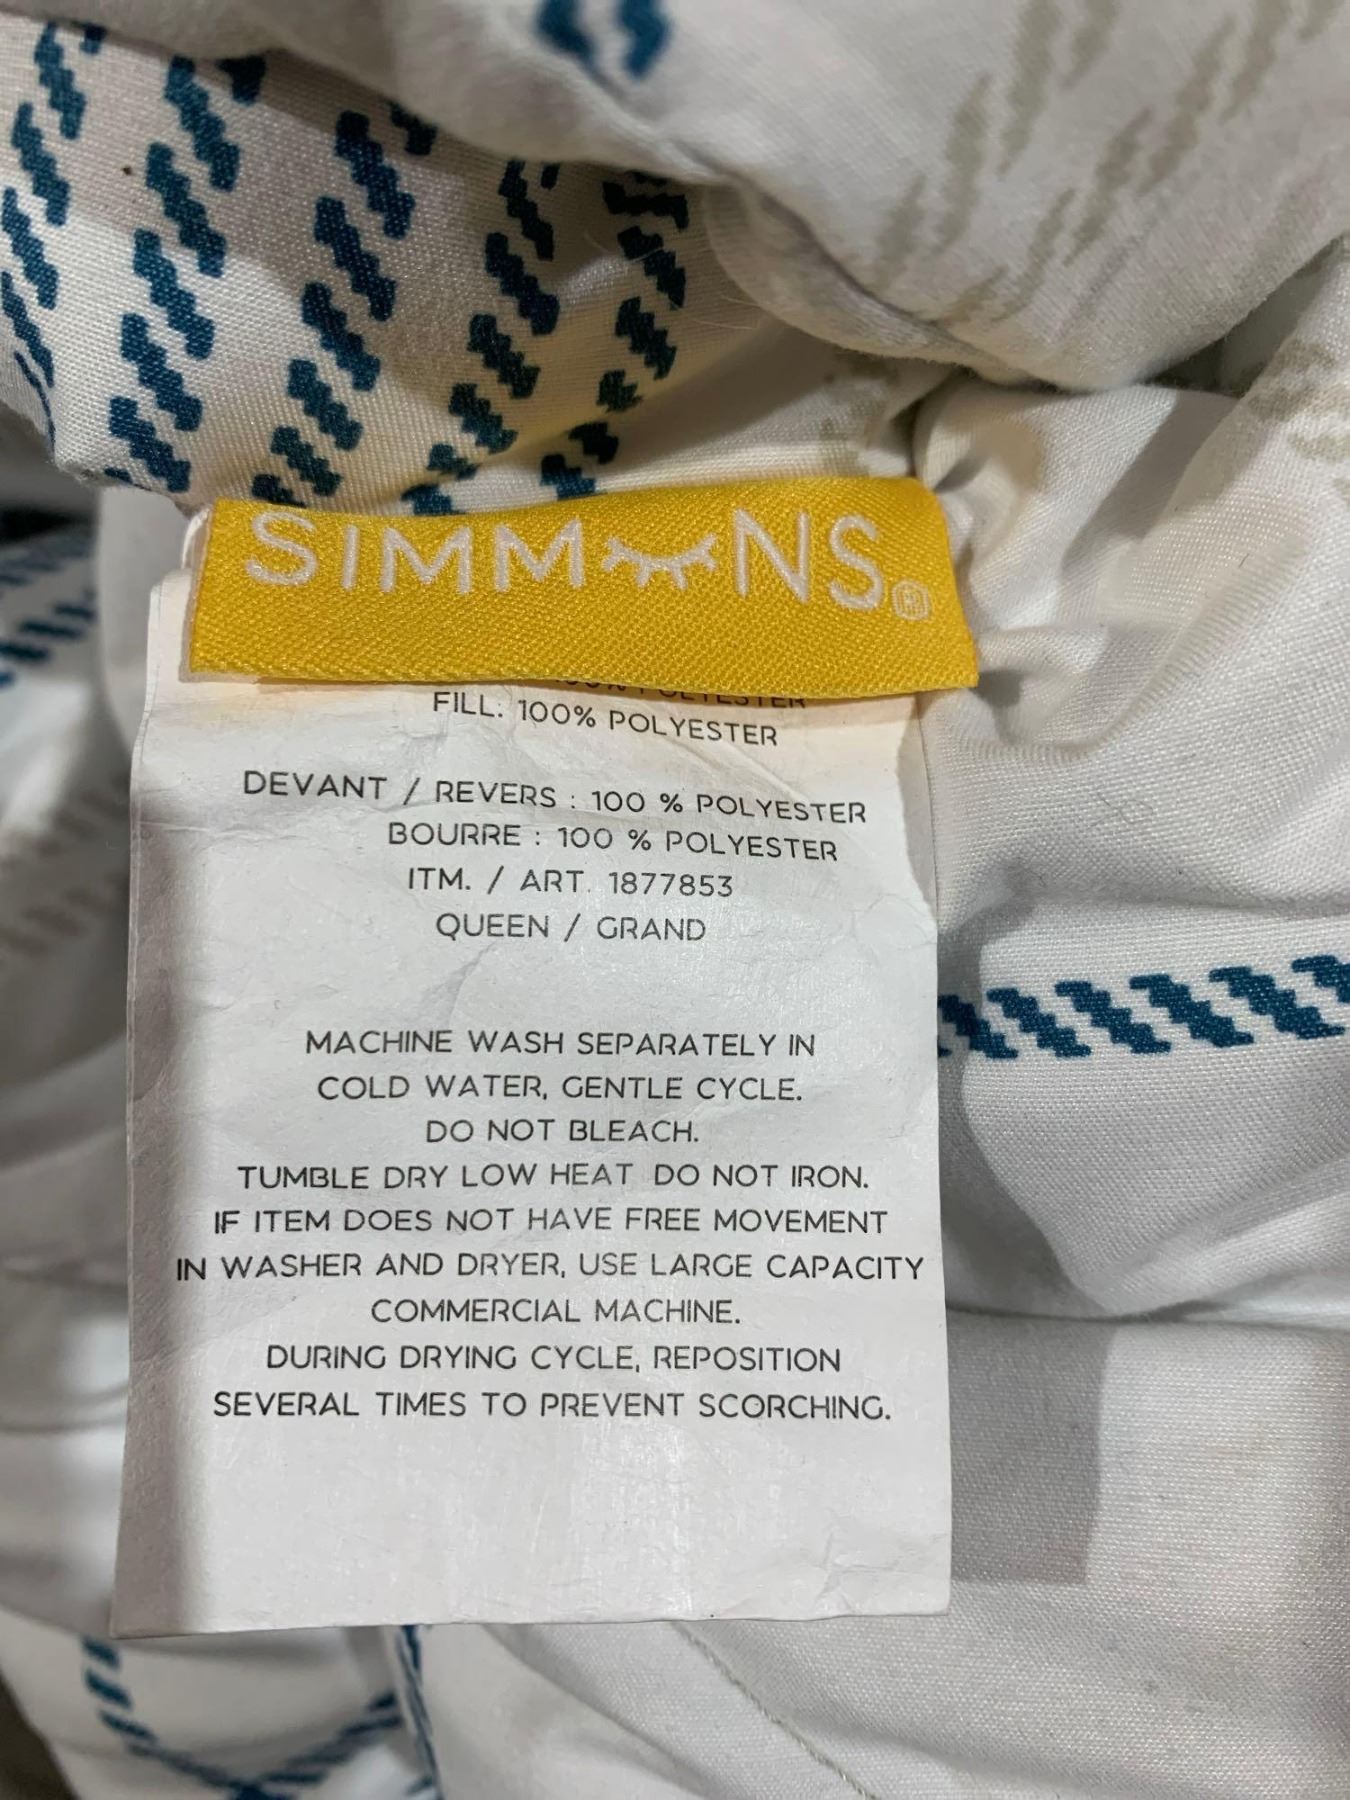 SIMMONS®
100% POLYESTER
FILL: 100% POLYESTER
DEVANT / REVERS : 100 % POLYESTER
BOURRE : 100 % POLYESTER
ITM. / ART. 1877853
QUEEN / GRAND
MACHINE WASH SEPARATELY IN
COLD WATER, GENTLE CYCLE.
DO NOT BLEACH.
TUMBLE DRY LOW HEAT DO NOT IRON.
IF ITEM DOES NOT HAVE FREE MOVEMENT
IN WASHER AND DRYER, USE LARGE CAPACITY
COMMERCIAL MACHINE.
DURING DRYING CYCLE, REPOSITION
SEVERAL TIMES TO PREVENT SCORCHING.